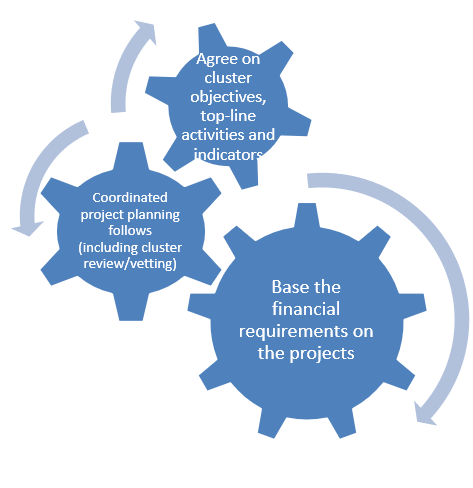 Agree on
cluster
objectives,
top-line
activities and
indicators
Coordinated
project planning
follows
(including cluster
review/vetting)
Base the
financial
requirements on
the projects